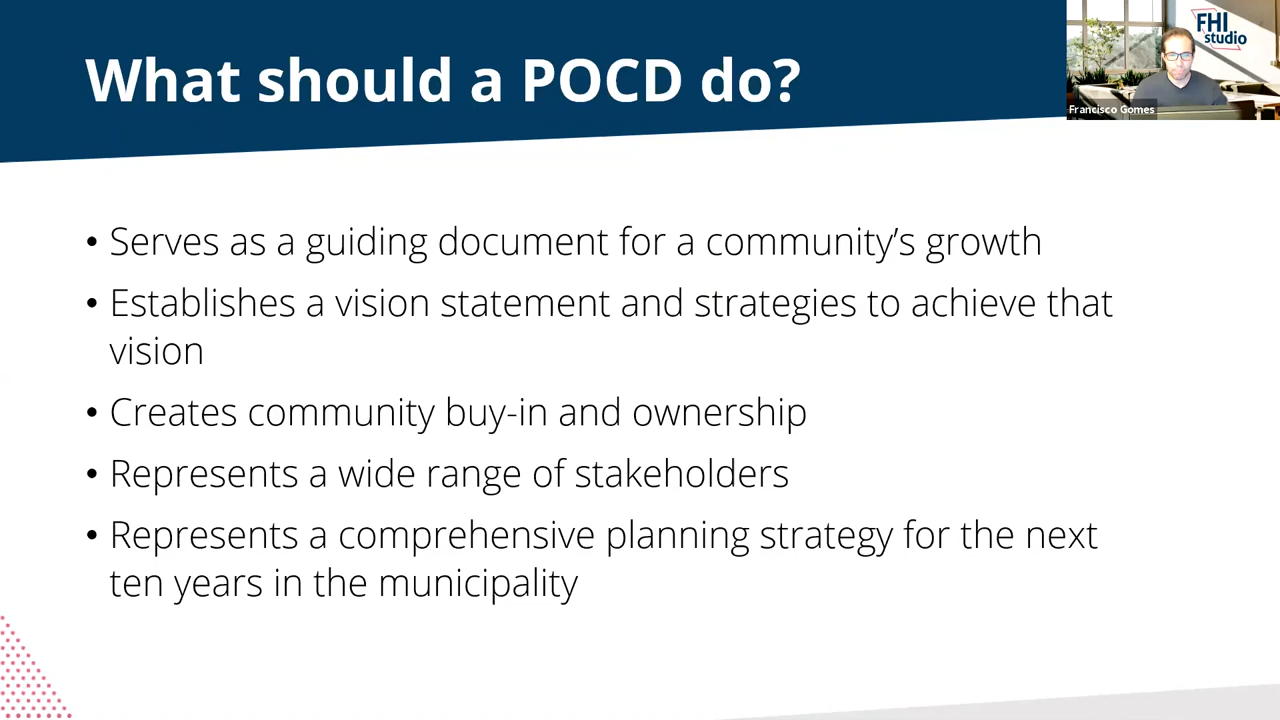 What should a POCD do?
FHI
studio
Francisco Gomes
• Serves as a guiding document for a community’s growth
• Establishes a vision statement and strategies to achieve that
vision
• Creates community buy-in and ownership
• Represents a wide range of stakeholders
• Represents a comprehensive planning strategy for the next
ten years in the municipality